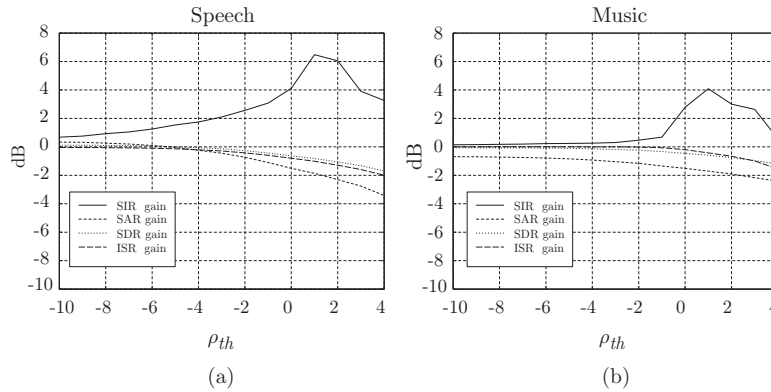 Speech
8
6
4
2
0
-2
-4
-6
-8
-10
dB
SIR gain
SAR gain
SDR gain
ISR gain
-10 -8 -6 -4 -2 0 2 4
ρth
(a)
Music
8
6
4
2
0
-2
-4
-6
-8
-10
dB
SIR gain
SAR gain
SDR gain
ISR gain
-10 -8 -6 -4 -2 0 2 4
ρth
(b)